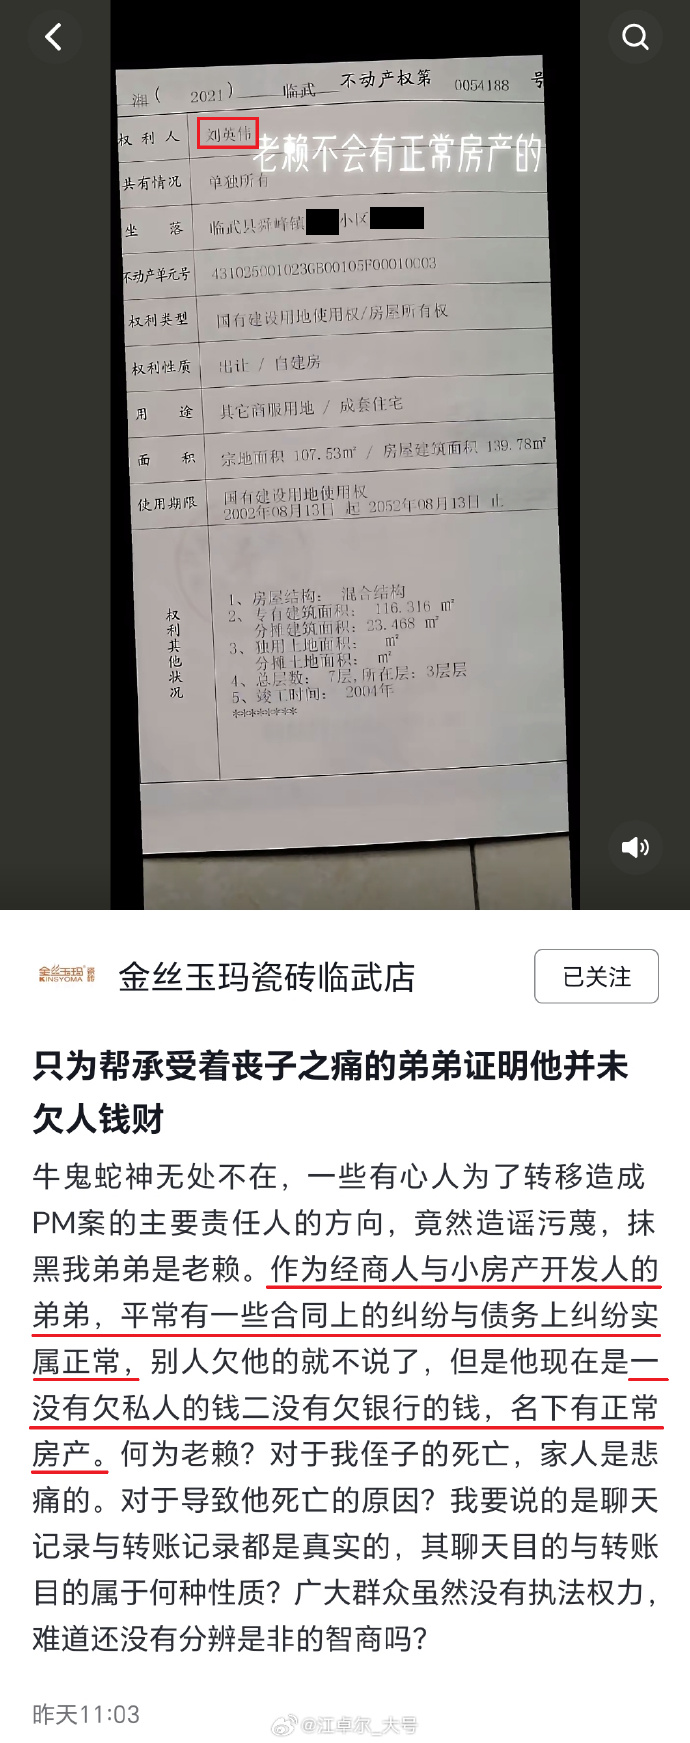 湘( 2021) 临武 不动产权第 0054188 号
权利人 刘英伟
老赖不会有正常房产的
共有情况 单独所有
坐落 临武县舜峰镇 小区
不动产单元号 431025001023GB00105F00010003
权利类型 国有建设用地使用权/房屋所有权
权利性质 出让 / 自建房
用途 其它商服用地 / 成套住宅
面积 宗地面积 107.53㎡ / 房屋建筑面积 139.78㎡
使用期限 国有建设用地使用权
2002年08月13日 起 2052年08月13日 止
权利其他状况
1、房屋结构: 混合结构
2、专有建筑面积: 116.316 ㎡
分摊建筑面积: 23.468 ㎡
3、独用土地面积: ㎡
分摊土地面积: ㎡
4、总层数: 7层,所在层: 3层层
5、竣工时间: 2004年
********
金丝玉玛 瓷砖
KINSYOMA
金丝玉玛瓷砖临武店
已关注
只为帮承受着丧子之痛的弟弟证明他并未
欠人钱财
牛鬼蛇神无处不在，一些有心人为了转移造成
PM案的主要责任人的方向，竟然造谣污蔑，抹
黑我弟弟是老赖。作为经商人与小房产开发人的
弟弟，平常有一些合同上的纠纷与债务上纠纷实
属正常，别人欠他的就不说了，但是他现在是一
没有欠私人的钱二没有欠银行的钱，名下有正常
房产。何为老赖？对于我侄子的死亡，家人是悲
痛的。对于导致他死亡的原因？我要说的是聊天
记录与转账记录都是真实的，其聊天目的与转账
目的属于何种性质？广大群众虽然没有执法权力，
难道还没有分辨是非的智商吗？
昨天11:03
@江卓尔_大号